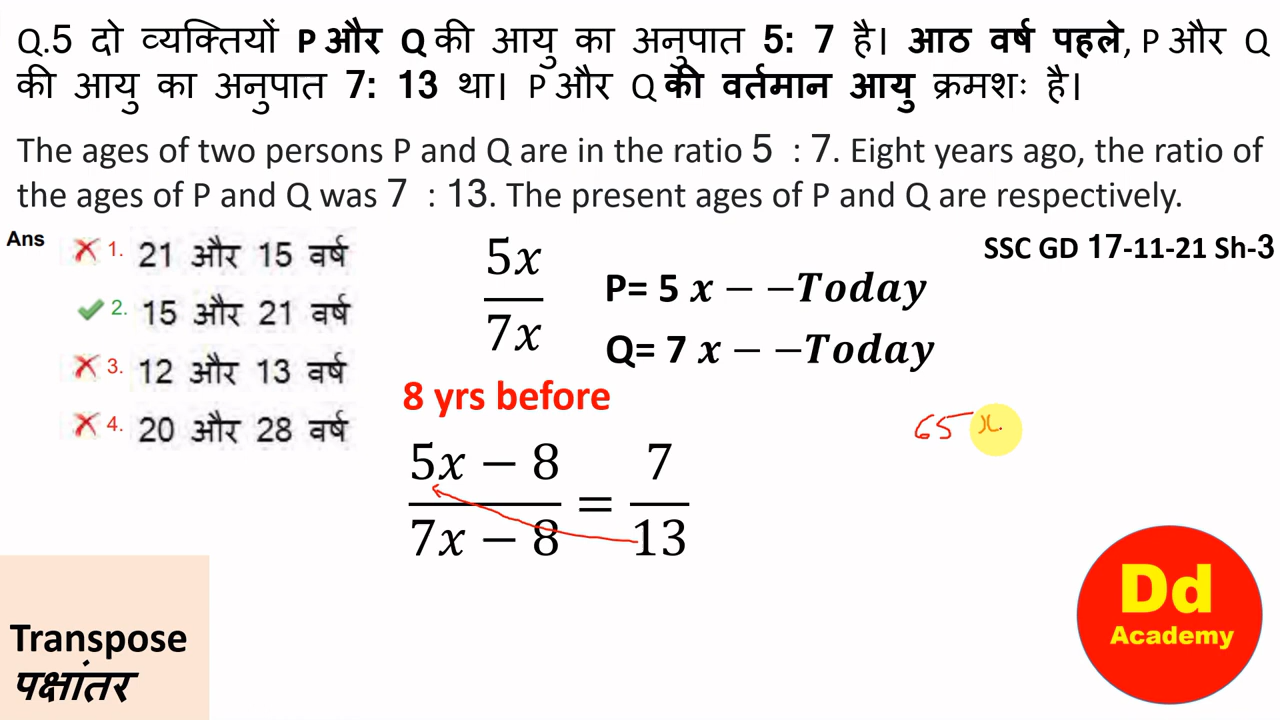 Q.5 दो व्यक्तियों P और Q की आयु का अनुपात 5: 7 है। आठ वर्ष पहले, P और Q
की आयु का अनुपात 7: 13 था। P और Q की वर्तमान आयु क्रमशः है।
The ages of two persons P and Q are in the ratio 5 : 7. Eight years ago, the ratio of
the ages of P and Q was 7 : 13. The present ages of P and Q are respectively.
Ans
1. 21 और 15 वर्ष
2. 15 और 21 वर्ष
3. 12 और 13 वर्ष
4. 20 और 28 वर्ष
5x
7x
SSC GD 17-11-21 Sh-3
P= 5 x − −Today
Q= 7 x − −Today
8 yrs before
65x
5x − 8
7x − 8
=
7
13
Transpose
पक्षांतर
Dd
Academy